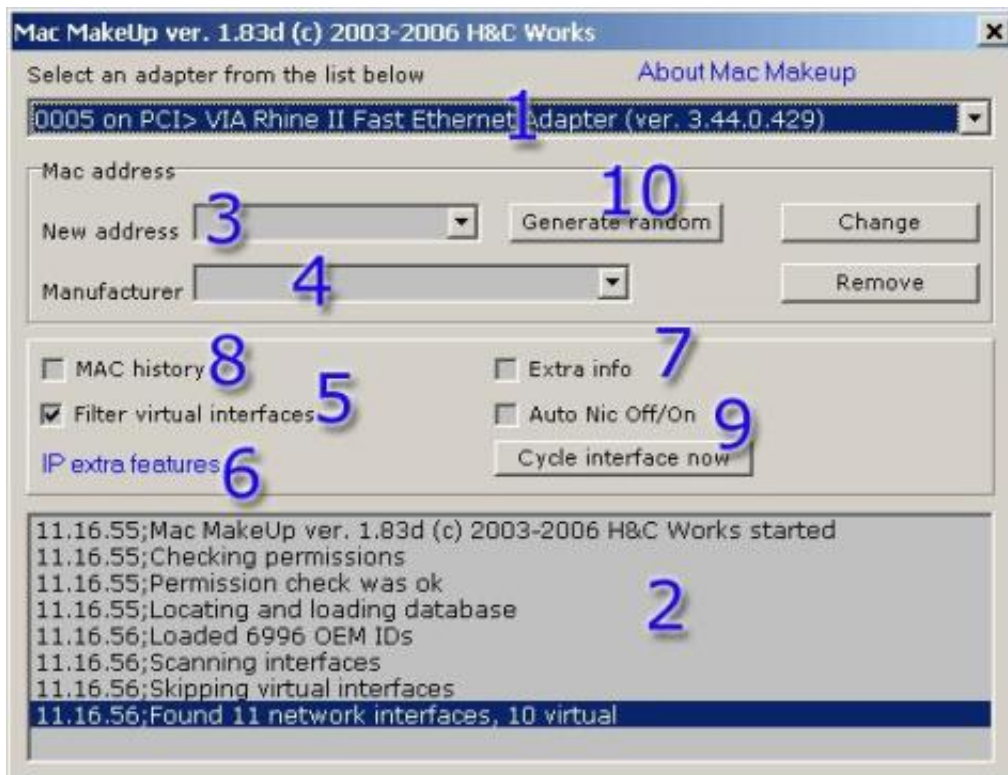 Mac MakeUp ver. 1.83d (c) 2003-2006 H&C Works
Select an adapter from the list below
About Mac Makeup
1
0005 on PCI> VIA Rhine II Fast Ethernet Adapter (ver. 3.44.0.429)
Mac address
10
New address
3
Generate random
Change
Manufacturer
4
Remove
MAC history
8
Extra info
7
Filter virtual interfaces
5
Auto Nic Off/On
9
IP extra features
6
Cycle interface now
11.16.55;Mac MakeUp ver. 1.83d (c) 2003-2006 H&C Works started
11.16.55;Checking permissions
11.16.55;Permission check was ok
11.16.55;Locating and loading database
2
11.16.56;Loaded 6996 OEM IDs
11.16.56;Scanning interfaces
11.16.56;Skipping virtual interfaces
11.16.56;Found 11 network interfaces, 10 virtual